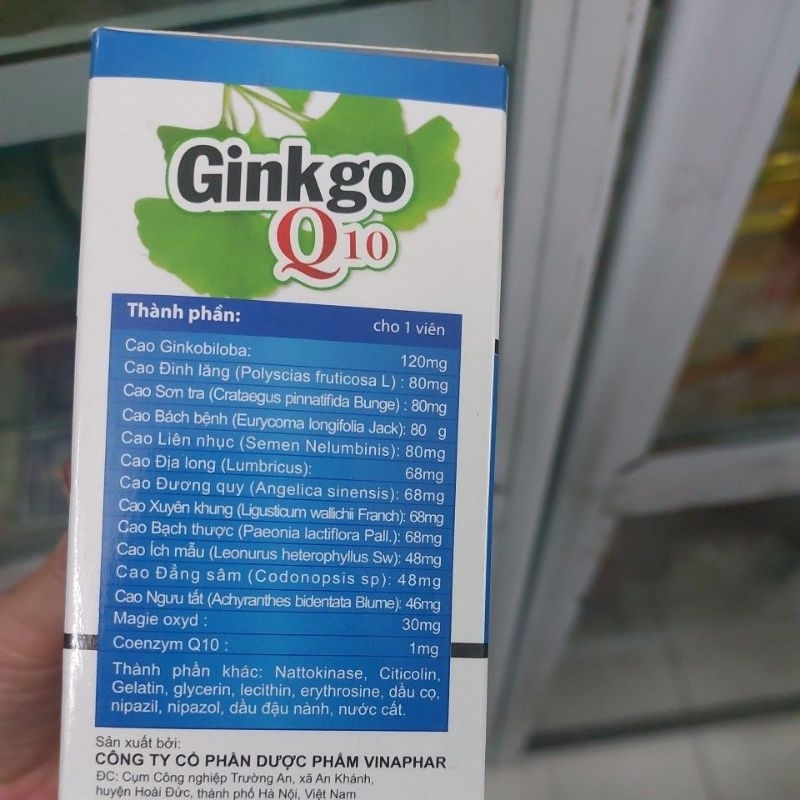 Ginkgo
Q10
Thành phần: cho 1 viên
Cao Ginkobiloba: 120mg
Cao Đinh lăng (Polyscias fruticosa L) : 80mg
Cao Sơn tra (Crataegus pinnatifida Bunge) : 80mg
Cao Bách bệnh (Eurycoma longifolia Jack): 80 g
Cao Liên nhục (Semen Nelumbinis): 80mg
Cao Địa long (Lumbricus): 68mg
Cao Đương quy (Angelica sinensis): 68mg
Cao Xuyên khung (Ligusticum wallichii Franch): 68mg
Cao Bạch thược (Paeonia lactiflora Pall.): 68mg
Cao Ích mẫu (Leonurus heterophyllus Sw): 48mg
Cao Đẳng sâm (Codonopsis sp): 48mg
Cao Ngưu tất (Achyranthes bidentata Blume): 46mg
Magie oxyd : 30mg
Coenzym Q10 : 1mg
Thành phần khác: Nattokinase, Citicolin,
Gelatin, glycerin, lecithin, erythrosine, dầu cọ,
nipazil, nipazol, dầu đậu nành, nước cất.
Sản xuất bởi:
CÔNG TY CỔ PHẦN DƯỢC PHẨM VINAPHAR
ĐC: Cụm Công nghiệp Trường An, xã An Khánh,
huyện Hoài Đức, thành phố Hà Nội, Việt Nam